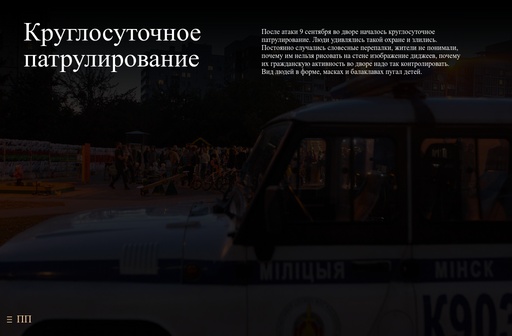 Круглосуточное
патрулирование
После атаки 9 сентября во дворе началось круглосуточное
патрулирование. Люди удивлялись такой охране и злились.
Постоянно случались словесные перепалки, жители не понимали,
почему им нельзя рисовать на стене изображение диджеев, почему
их гражданскую активность во дворе надо так контролировать.
Вид людей в форме, масках и балаклавах пугал детей.
МІЛІЦЫЯ МІНСК
К903
ПП